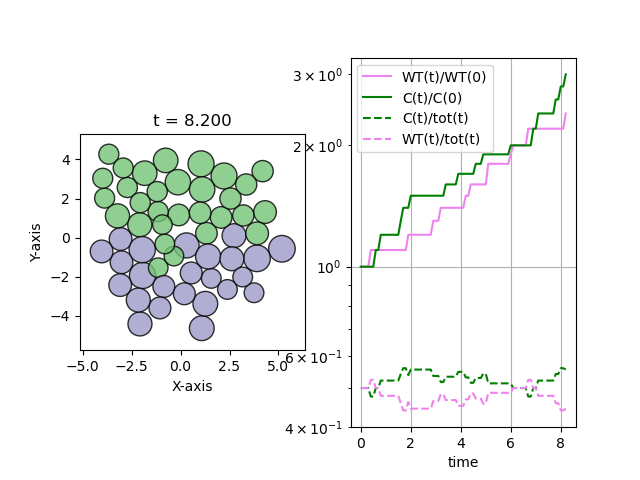 t = 8.200
Y-axis
4
2
0
−2
−4
−5.0
−2.5
0.0
2.5
5.0
X-axis
3 × 10⁰
2 × 10⁰
10⁰
6 × 10⁻¹
4 × 10⁻¹
WT(t)/WT(0)
C(t)/C(0)
C(t)/tot(t)
WT(t)/tot(t)
0
2
4
6
8
time